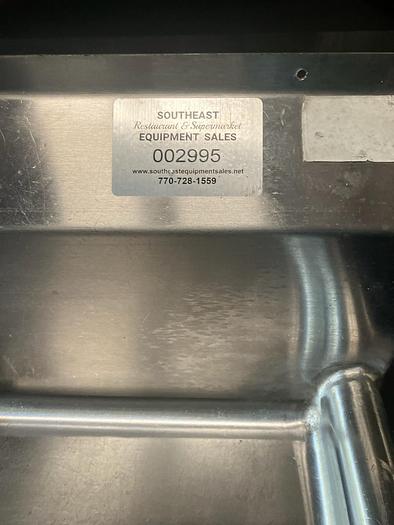 SOUTHEAST
Restaurant & Supermarket
EQUIPMENT SALES
002995
www.southeastequipmentsales.net
770-728-1559